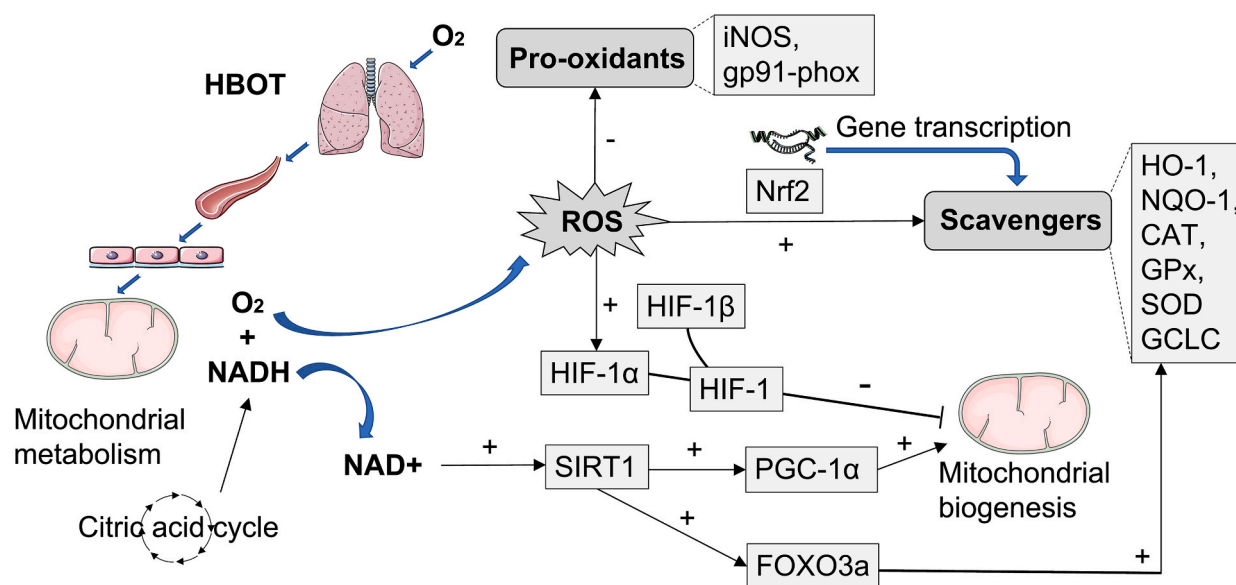 O2
HBOT
Pro-oxidants
iNOS,
gp91-phox
-
Gene transcription
Nrf2
HO-1,
NQO-1,
CAT,
GPx,
SOD
GCLC
ROS
+
Scavengers
O2
+
NADH
+
HIF-1β
HIF-1α
HIF-1
-
Mitochondrial
metabolism
NAD+
+
SIRT1
+
PGC-1α
+
Mitochondrial
biogenesis
Citric acid cycle
+
FOXO3a
+